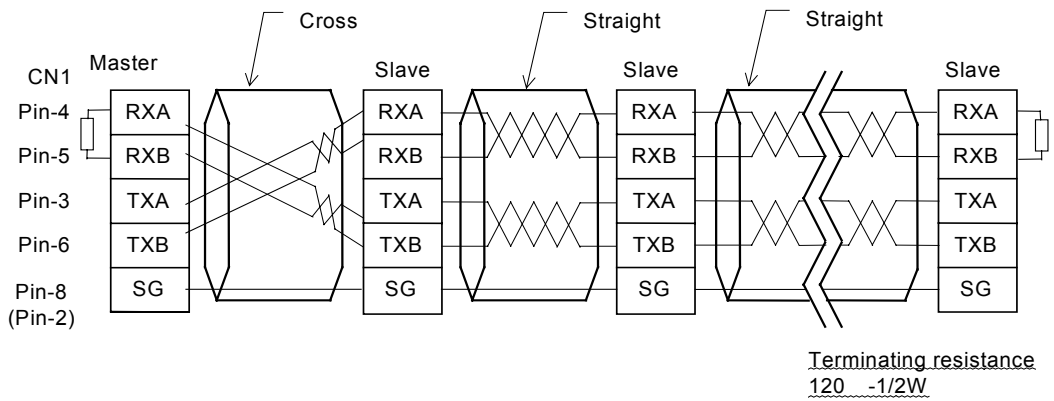 Cross
Straight
Straight
CN1
Master
Slave
Slave
Slave
Pin-4
RXA
RXA
RXA
RXA
Pin-5
RXB
RXB
RXB
RXB
Pin-3
TXA
TXA
TXA
TXA
Pin-6
TXB
TXB
TXB
TXB
Pin-8
SG
SG
SG
SG
(Pin-2)
Terminating resistance
120 -1/2W